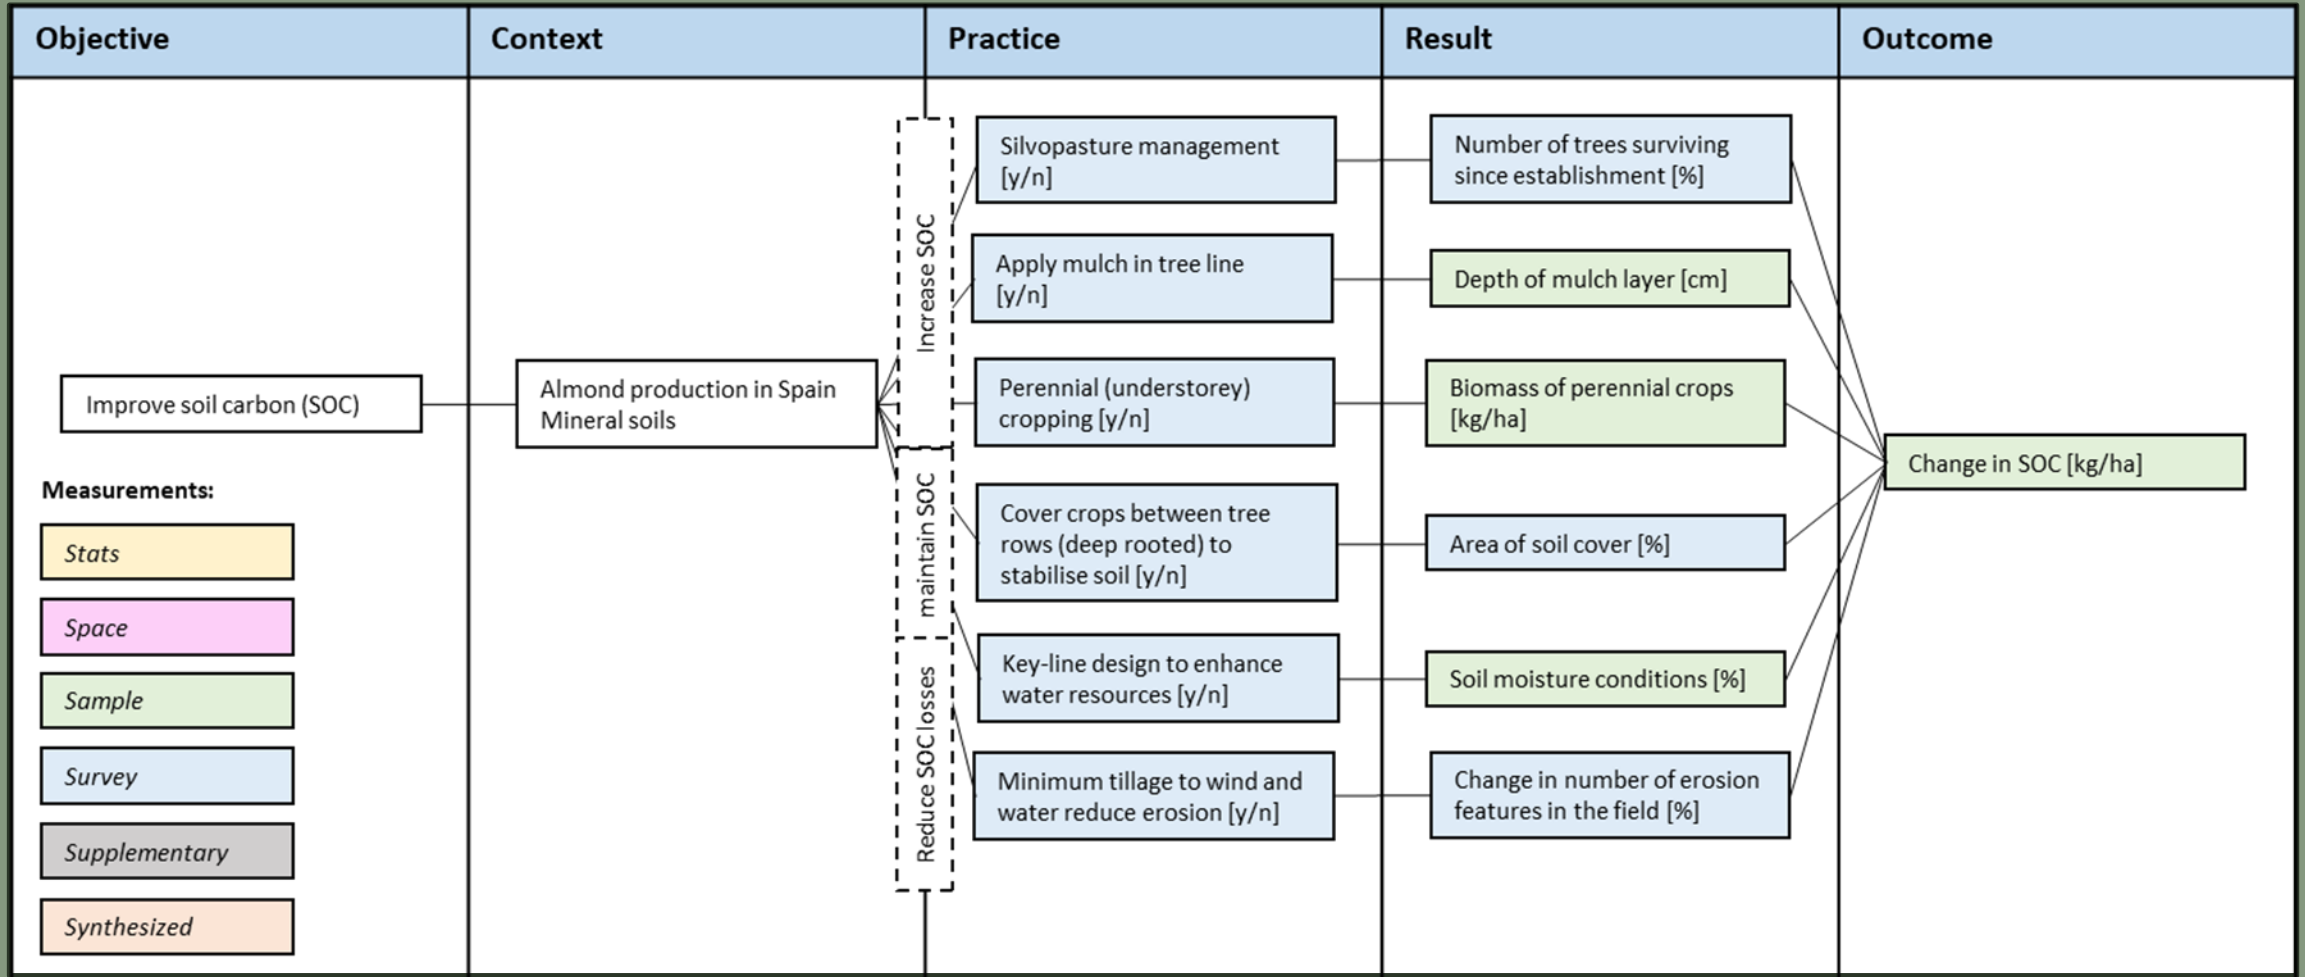 Objective
Context
Practice
Result
Outcome
Improve soil carbon (SOC)
Measurements:
Stats
Space
Sample
Survey
Supplementary
Synthesized
Almond production in Spain
Mineral soils
Increase SOC
maintain SOC
Reduce SOC losses
Silvopasture management
[y/n]
Apply mulch in tree line
[y/n]
Perennial (understorey)
cropping [y/n]
Cover crops between tree
rows (deep rooted) to
stabilise soil [y/n]
Key-line design to enhance
water resources [y/n]
Minimum tillage to wind and
water reduce erosion [y/n]
Number of trees surviving
since establishment [%]
Depth of mulch layer [cm]
Biomass of perennial crops
[kg/ha]
Area of soil cover [%]
Soil moisture conditions [%]
Change in number of erosion
features in the field [%]
Change in SOC [kg/ha]